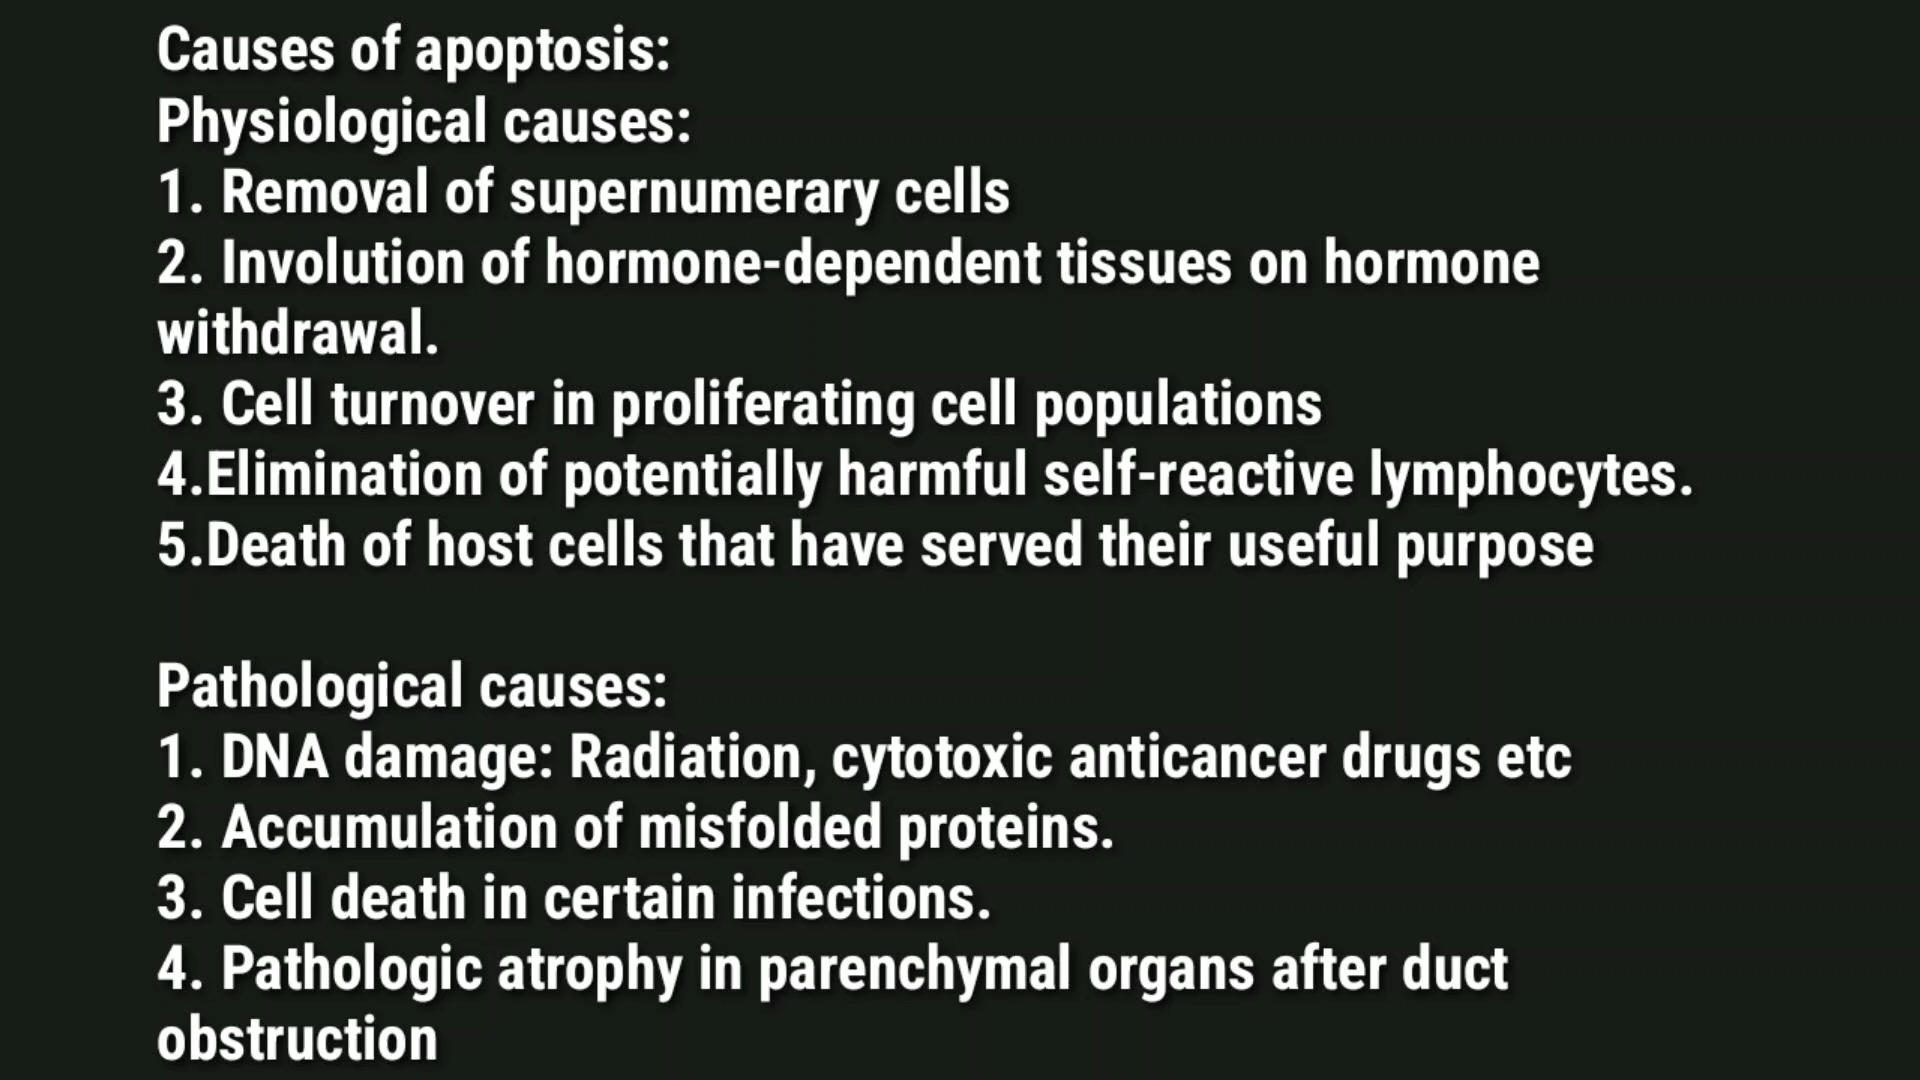 Causes of apoptosis:
Physiological causes:
1. Removal of supernumerary cells
2. Involution of hormone-dependent tissues on hormone
withdrawal.
3. Cell turnover in proliferating cell populations
4.Elimination of potentially harmful self-reactive lymphocytes.
5.Death of host cells that have served their useful purpose
Pathological causes:
1. DNA damage: Radiation, cytotoxic anticancer drugs etc
2. Accumulation of misfolded proteins.
3. Cell death in certain infections.
4. Pathologic atrophy in parenchymal organs after duct
obstruction